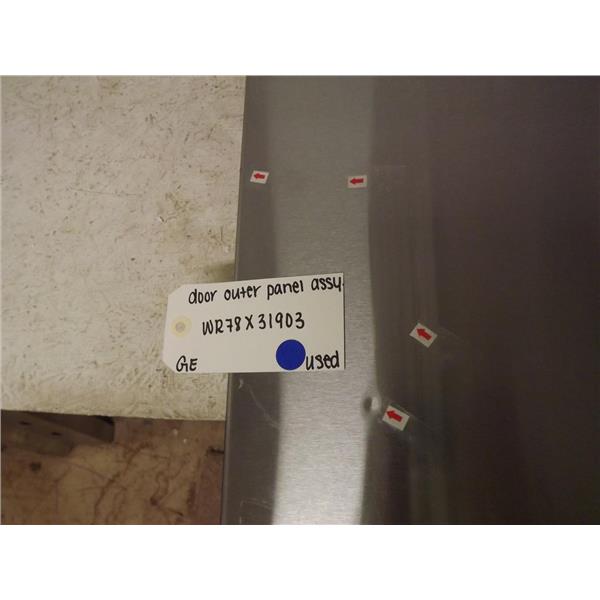 door outer panel assy.
WR78X31903
GE
used